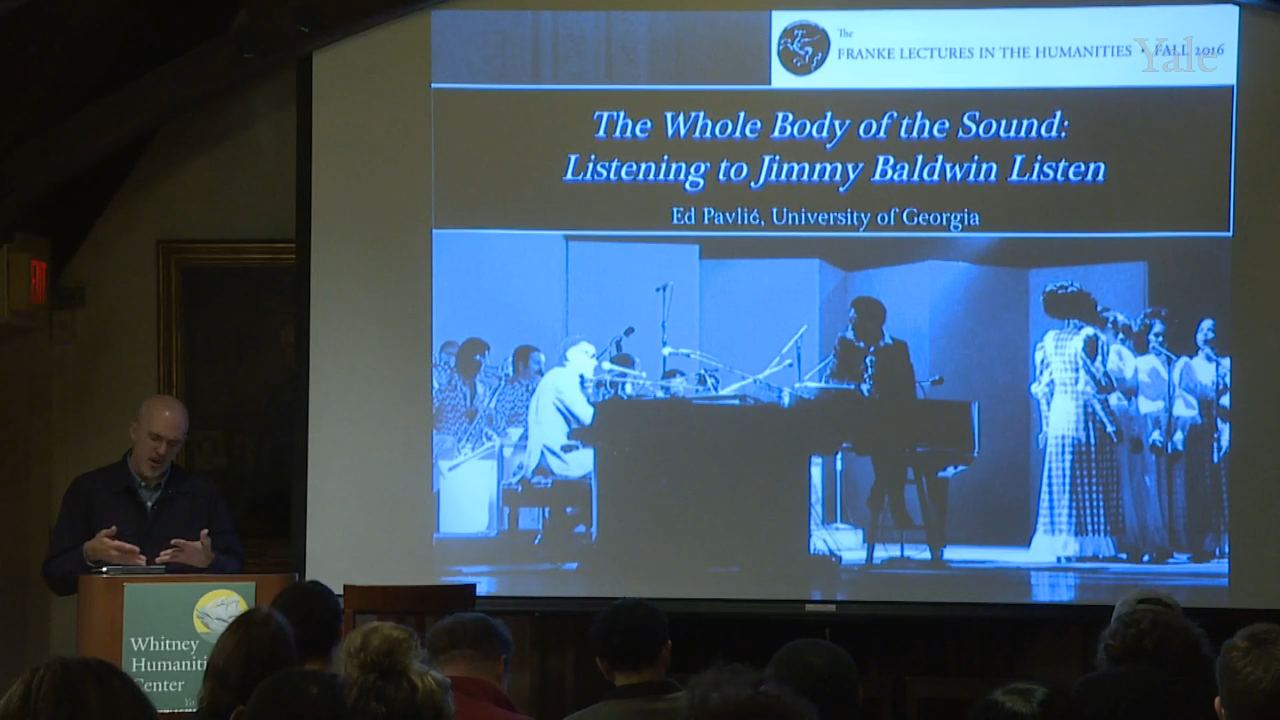 The
FRANKE LECTURES IN THE HUMANITIES • FALL 2016
Yale
The Whole Body of the Sound:
Listening to Jimmy Baldwin Listen
Ed Pavlić, University of Georgia
EXIT
Whitney
Humaniti
Center